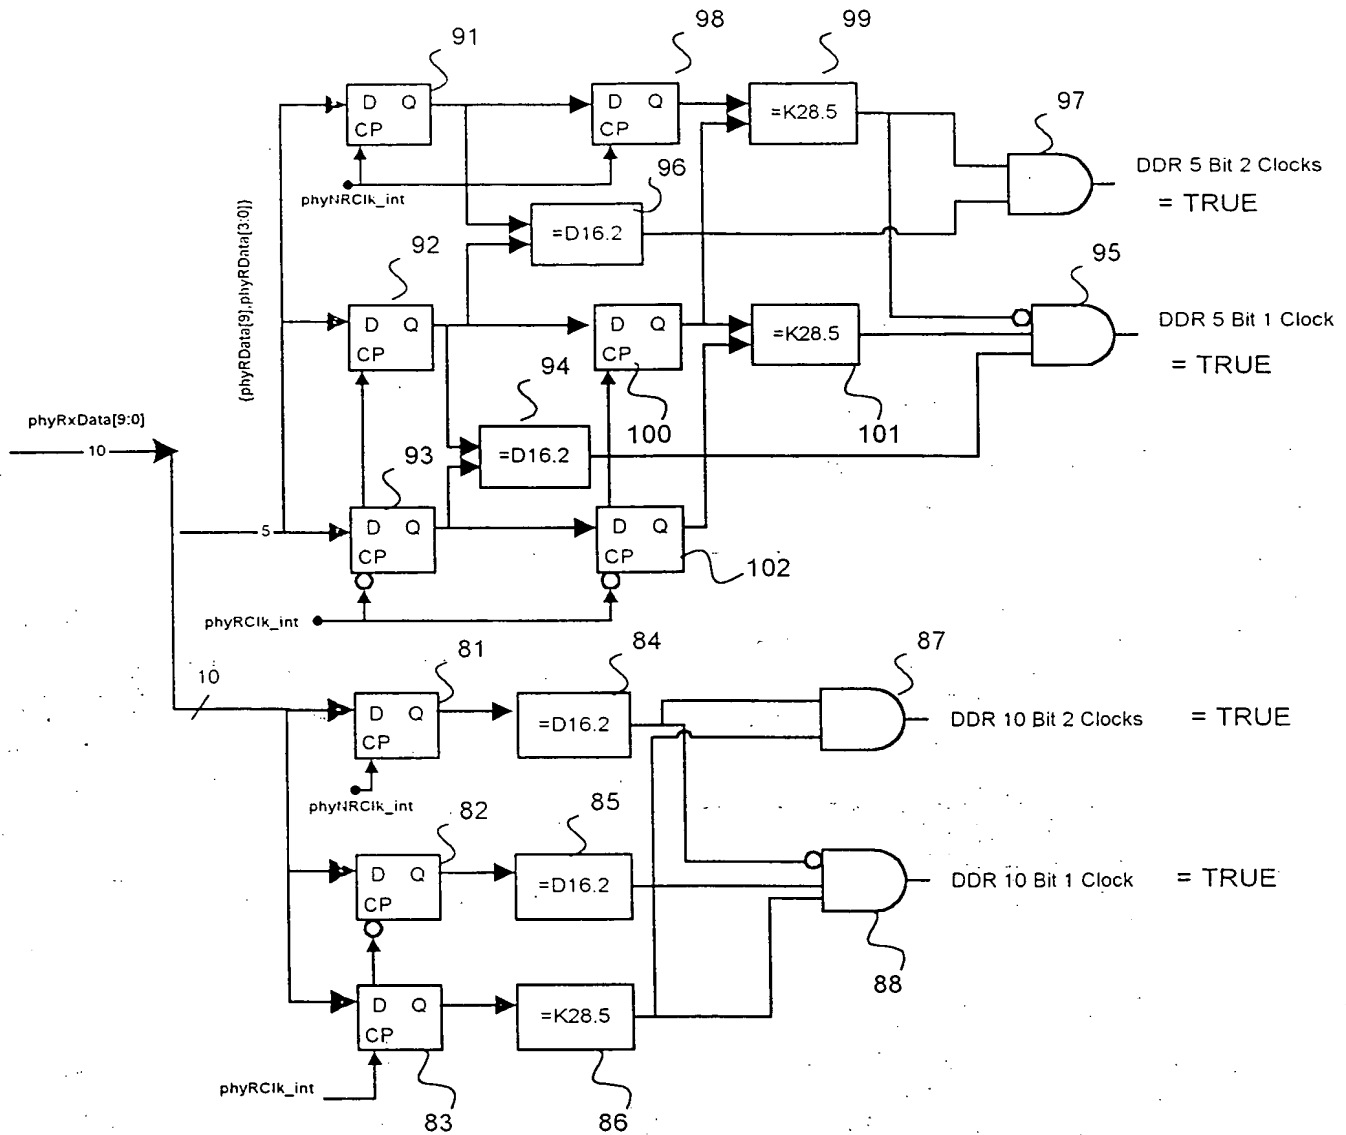 91
98
99
D Q
CP
D Q
CP
=K28.5
97
phyNRClk_int
96
=D16.2
DDR 5 Bit 2 Clocks
= TRUE
{phyRData[9],phyRData[3:0]}
92
95
D Q
CP
D Q
CP
=K28.5
DDR 5 Bit 1 Clock
= TRUE
94
100
101
phyRxData[9:0]
10
=D16.2
93
5
D Q
CP
D Q
CP
102
phyRClk_int
10
81
84
87
D Q
CP
=D16.2
DDR 10 Bit 2 Clocks = TRUE
phyNRClk_int
82
85
D Q
CP
=D16.2
DDR 10 Bit 1 Clock = TRUE
88
D Q
CP
=K28.5
phyRClk_int
83
86